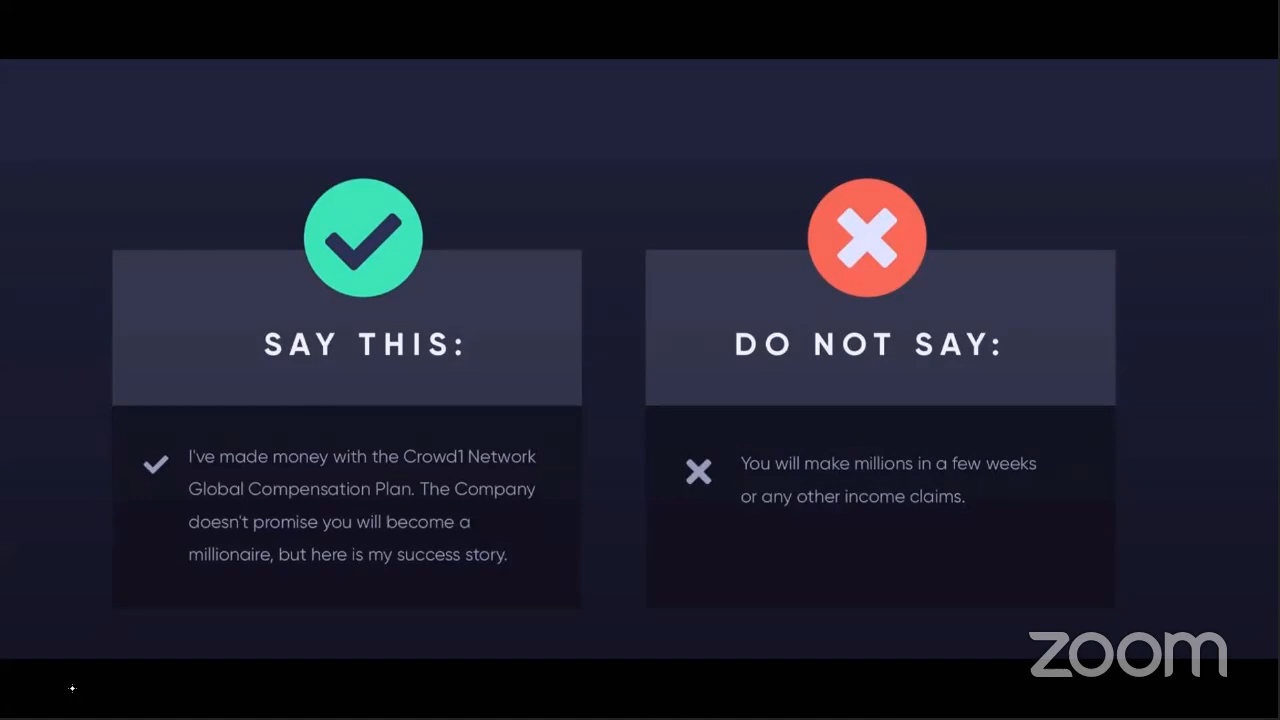 SAY THIS:
I've made money with the Crowd1 Network
Global Compensation Plan. The Company
doesn't promise you will become a
millionaire, but here is my success story.
DO NOT SAY:
You will make millions in a few weeks
or any other income claims.
zoom